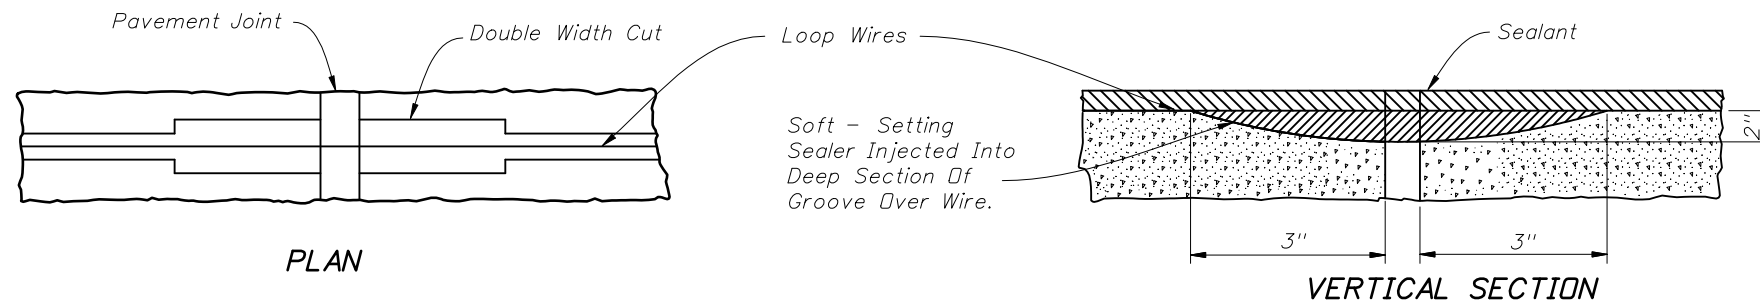 Pavement Joint
Double Width Cut
Loop Wires
PLAN
Sealant
Soft - Setting
Sealer Injected Into
Deep Section Of
Groove Over Wire.
2"
3"
3"
VERTICAL SECTION